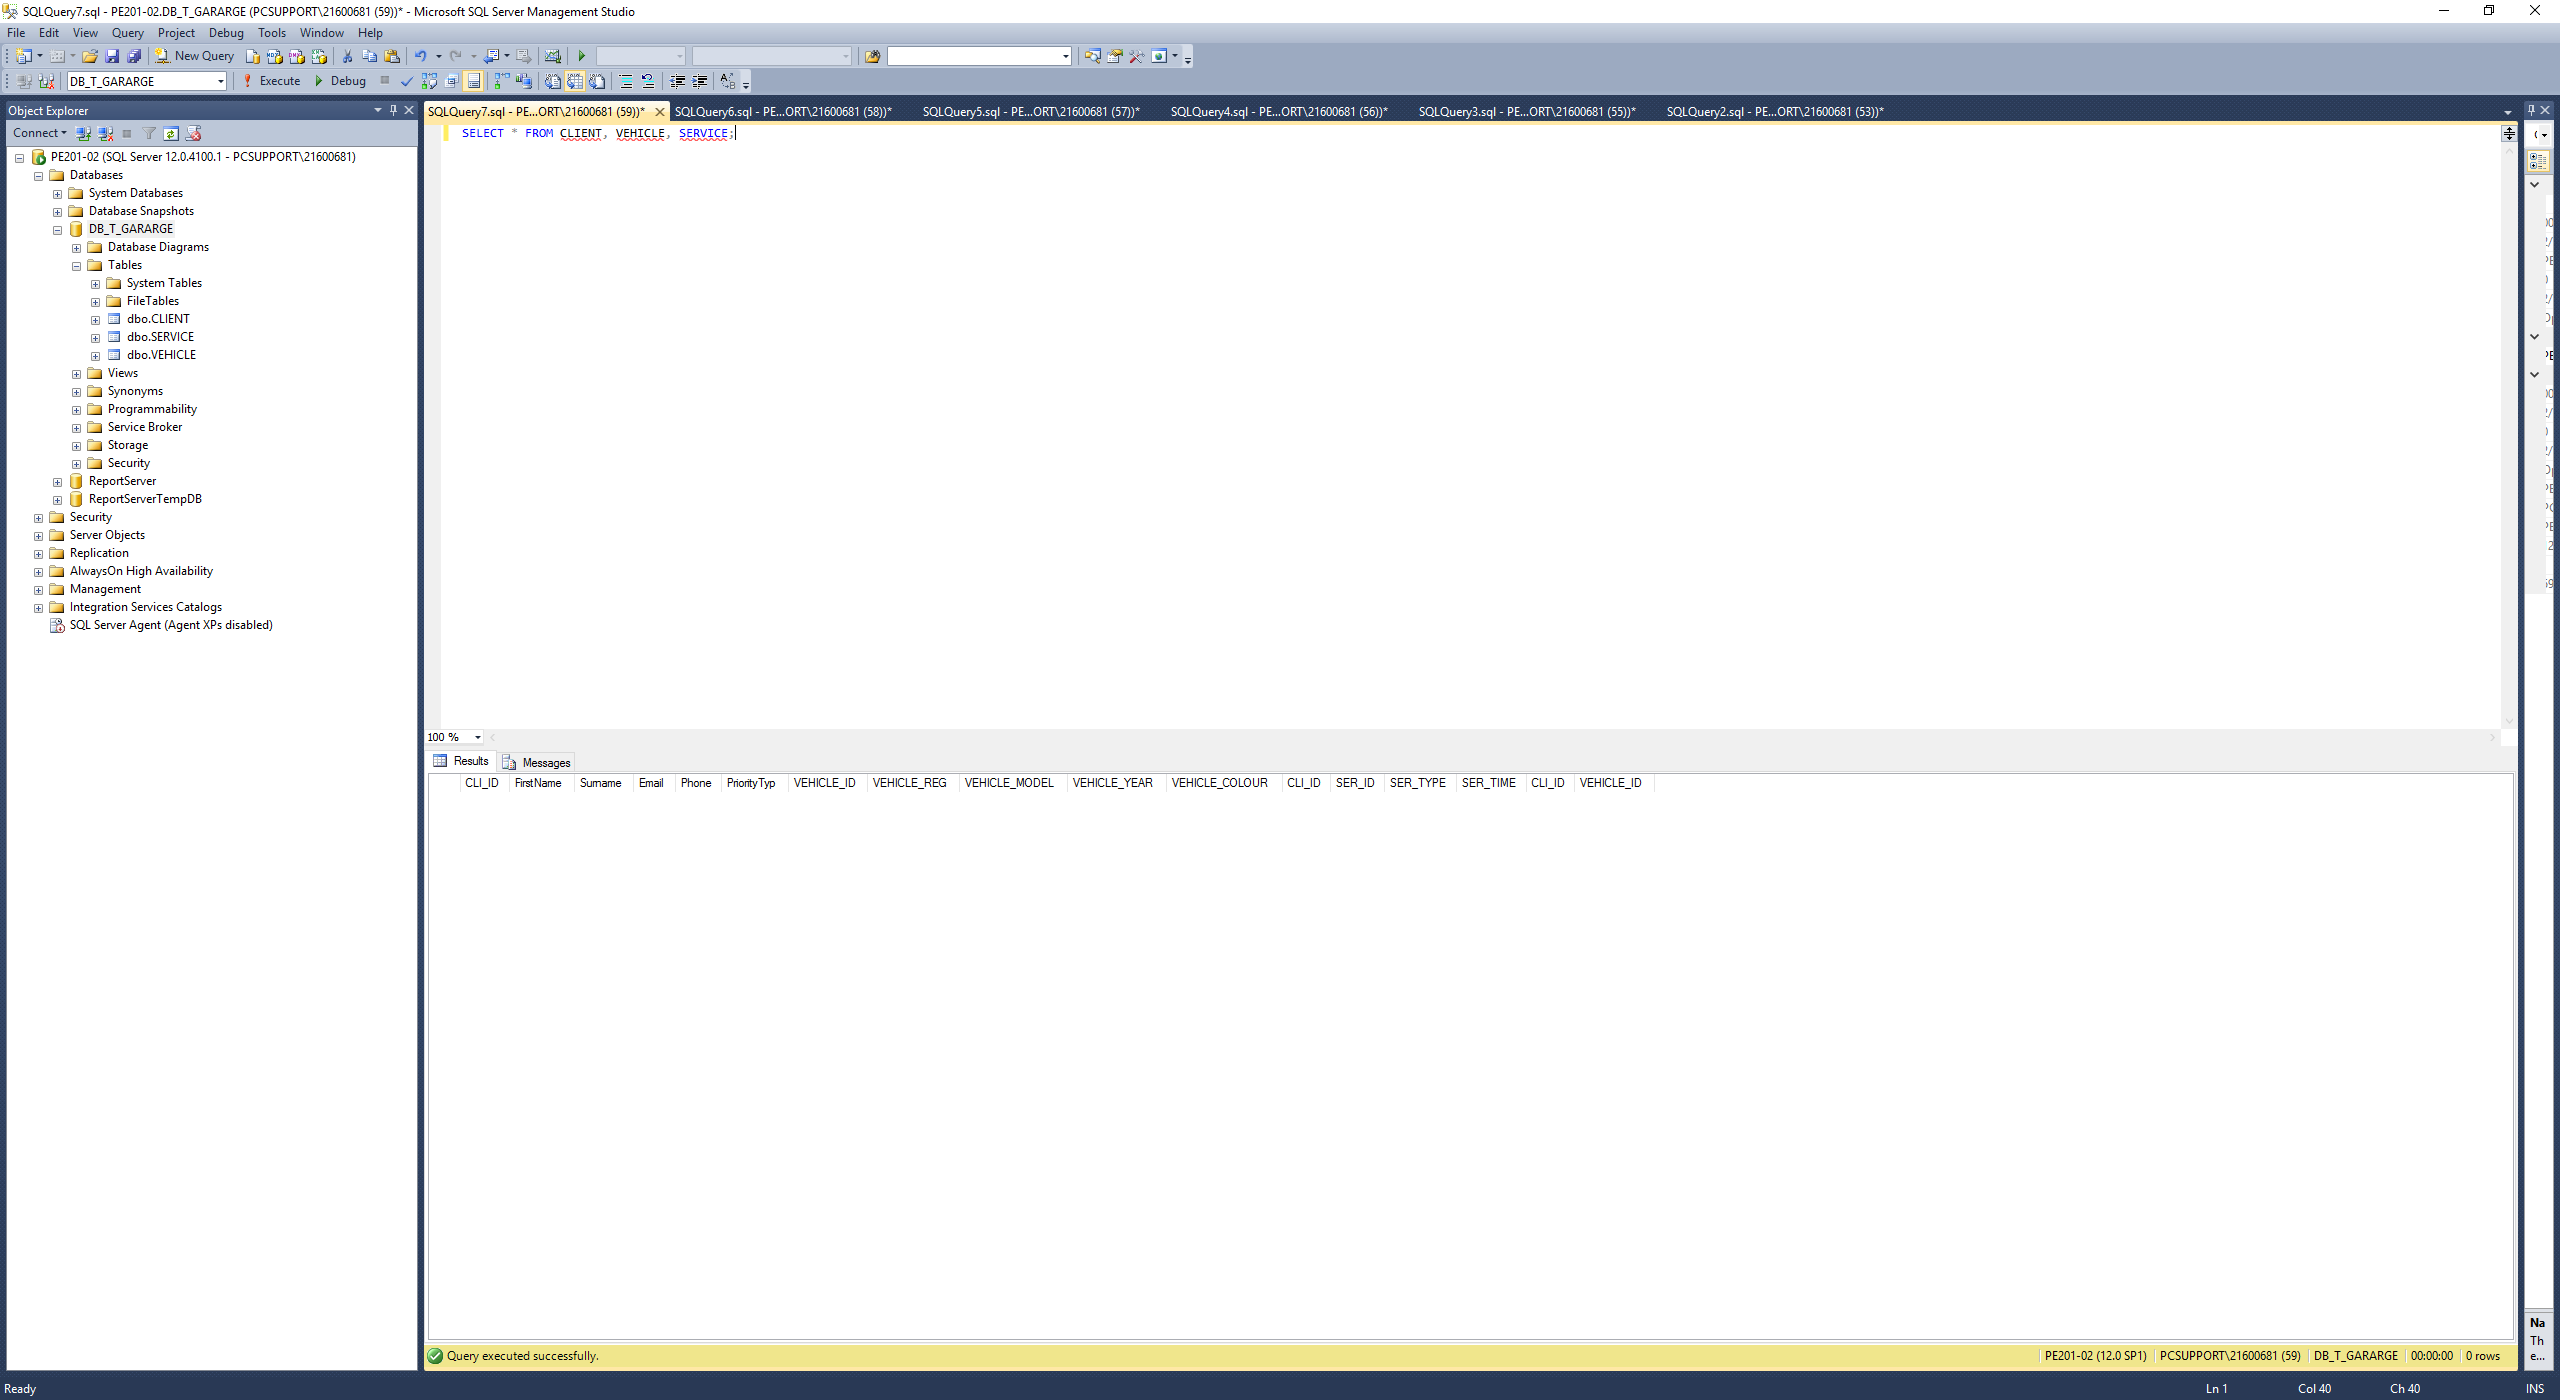 SQLQuery7.sql - PE201-02.DB_T_GARARGE (PCSUPPORT\21600681 (59))* - Microsoft SQL Server Management Studio
File Edit View Query Project Debug Tools Window Help
New Query
DB_T_GARARGE Execute Debug
Object Explorer
Connect
PE201-02 (SQL Server 12.0.4100.1 - PCSUPPORT\21600681)
Databases
System Databases
Database Snapshots
DB_T_GARARGE
Database Diagrams
Tables
System Tables
FileTables
dbo.CLIENT
dbo.SERVICE
dbo.VEHICLE
Views
Synonyms
Programmability
Service Broker
Storage
Security
ReportServer
ReportServerTempDB
Security
Server Objects
Replication
AlwaysOn High Availability
Management
Integration Services Catalogs
SQL Server Agent (Agent XPs disabled)
SQLQuery7.sql - PE...ORT\21600681 (59))* SQLQuery6.sql - PE...ORT\21600681 (58))* SQLQuery5.sql - PE...ORT\21600681 (57))* SQLQuery4.sql - PE...ORT\21600681 (56))* SQLQuery3.sql - PE...ORT\21600681 (55))* SQLQuery2.sql - PE...ORT\21600681 (53))*
SELECT * FROM CLIENT, VEHICLE, SERVICE;
100 %
Results Messages
CLI_ID FirstName Surname Email Phone PriorityTyp VEHICLE_ID VEHICLE_REG VEHICLE_MODEL VEHICLE_YEAR VEHICLE_COLOUR CLI_ID SER_ID SER_TYPE SER_TIME CLI_ID VEHICLE_ID
Na
Th
e...
Query executed successfully. PE201-02 (12.0 SP1) PCSUPPORT\21600681 (59) DB_T_GARARGE 00:00:00 0 rows
Ready Ln 1 Col 40 Ch 40 INS